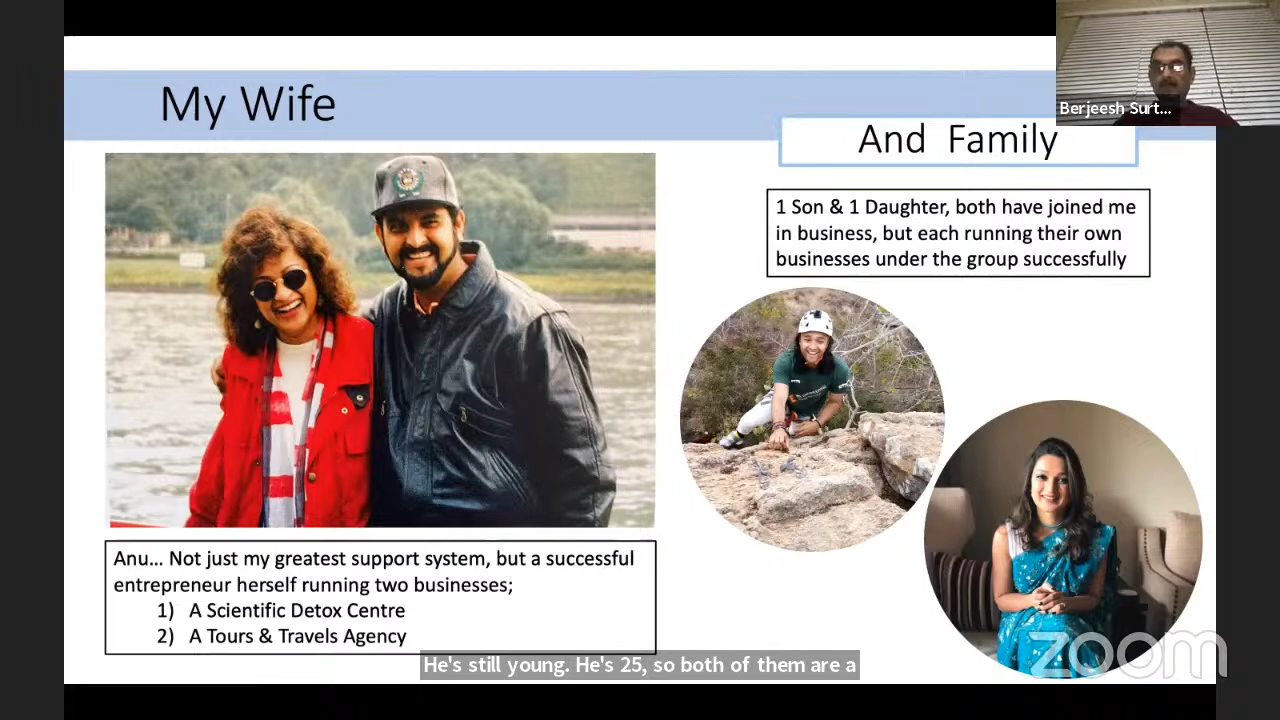 My Wife
And Family
Berjeesh Surt...
1 Son & 1 Daughter, both have joined me
in business, but each running their own
businesses under the group successfully
Anu... Not just my greatest support system, but a successful
entrepreneur herself running two businesses;
1) A Scientific Detox Centre
2) A Tours & Travels Agency
He's still young. He's 25, so both of them are a
zoom